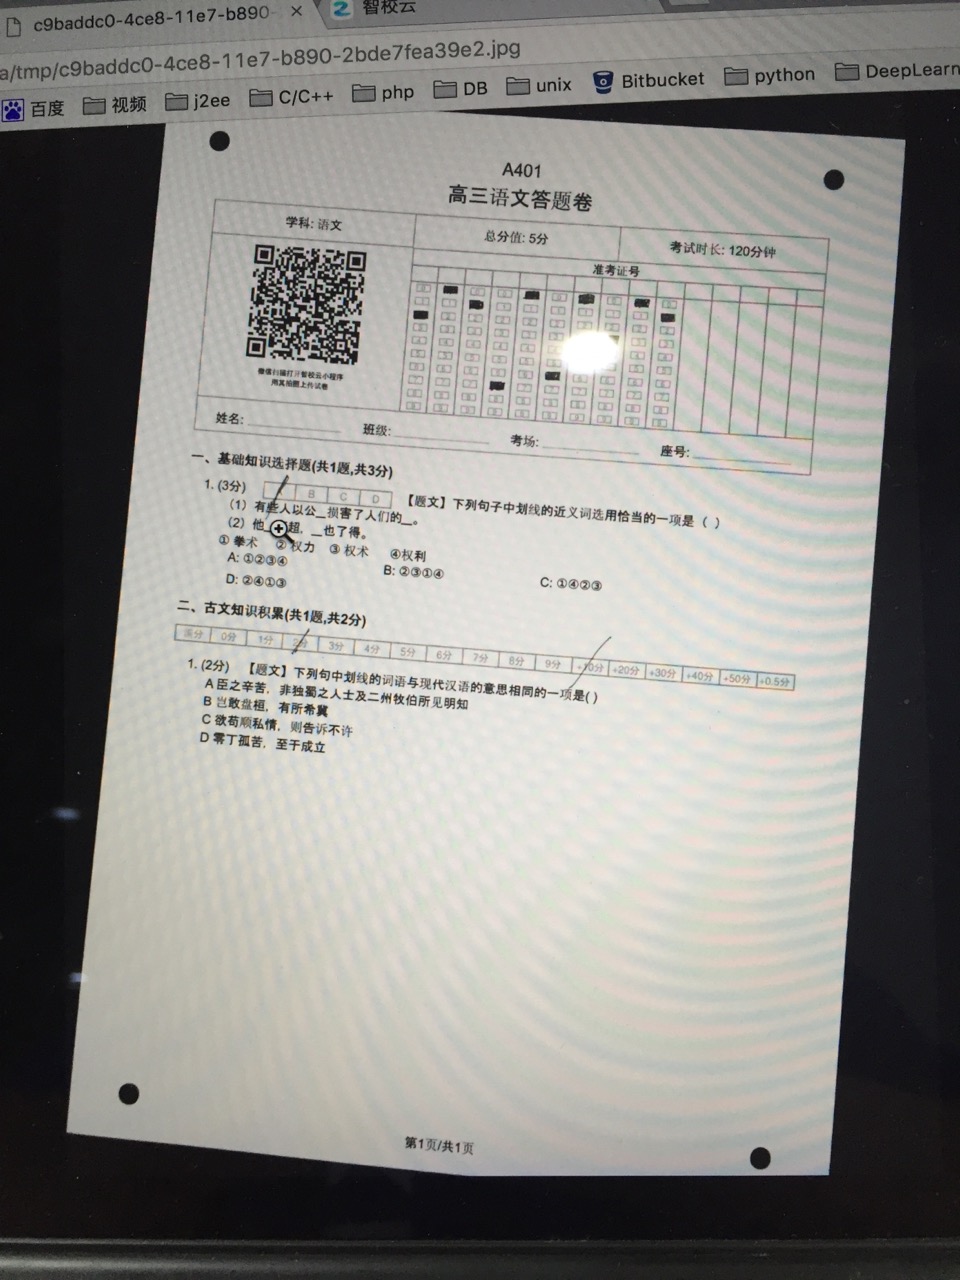 c9baddc0-4ce8-11e7-b890-
智校云
a/tmp/c9baddc0-4ce8-11e7-b890-2bde7fea39e2.jpg
百度 视频 j2ee C/C++ php DB unix Bitbucket python DeepLearn
A401
高三语文答题卷
学科: 语文
总分值: 5分
考试时长: 120分钟
准考证号
微信扫描打开智校云小程序
用其拍照上传试卷
姓名: 班级: 考场: 座号:
一、基础知识选择题(共1题,共3分)
1. (3分) B C D 【题文】下列句子中划线的近义词选用恰当的一项是 ( )
(1) 有些人以公_损害了人们的_。
(2) 他_超, _也了得。
① 拳术 ② 权力 ③ 权术 ④权利
A: ①②③④ B: ②③①④ C: ①④②③
D: ②④①③
二、古文知识积累(共1题,共2分)
满分 0分 1分 2分 3分 4分 5分 6分 7分 8分 9分 +10分 +20分 +30分 +40分 +50分 +0.5分
1. (2分) 【题文】下列句中划线的词语与现代汉语的意思相同的一项是( )
A 臣之辛苦, 非独蜀之人士及二州牧伯所见明知
B 岂敢盘桓, 有所希冀
C 欲苟顺私情, 则告诉不许
D 零丁孤苦, 至于成立
第1页/共1页